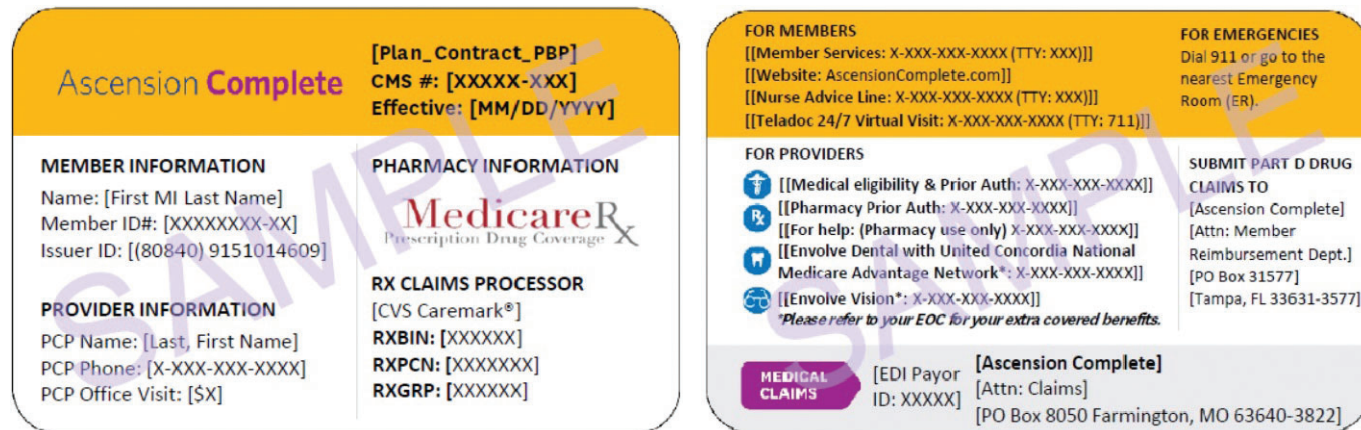 Ascension Complete
[Plan_Contract_PBP]
CMS #: [XXXXX-XXX]
Effective: [MM/DD/YYYY]
MEMBER INFORMATION
Name: [First MI Last Name]
Member ID#: [XXXXXXXX-XX]
Issuer ID: [(80840) 9151014609]
PROVIDER INFORMATION
PCP Name: [Last, First Name]
PCP Phone: [X-XXX-XXX-XXXX]
PCP Office Visit: [$X]
PHARMACY INFORMATION
MedicareRx
Prescription Drug Coverage
RX CLAIMS PROCESSOR
[CVS Caremark®]
RXBIN: [XXXXXX]
RXPCN: [XXXXXXX]
RXGRP: [XXXXXX]
SAMPLE
FOR MEMBERS
[[Member Services: X-XXX-XXX-XXXX (TTY: XXX)]]
[[Website: AscensionComplete.com]]
[[Nurse Advice Line: X-XXX-XXX-XXXX (TTY: XXX)]]
[[Teladoc 24/7 Virtual Visit: X-XXX-XXX-XXXX (TTY: 711)]]
FOR EMERGENCIES
Dial 911 or go to the
nearest Emergency
Room (ER).
FOR PROVIDERS
[[Medical eligibility & Prior Auth: X-XXX-XXX-XXXX]]
Rx
[[Pharmacy Prior Auth: X-XXX-XXX-XXXX]]
[[For help: (Pharmacy use only) X-XXX-XXX-XXXX]]
[[Envolve Dental with United Concordia National
Medicare Advantage Network*: X-XXX-XXX-XXXX]]
[[Envolve Vision*: X-XXX-XXX-XXXX]]
*Please refer to your EOC for your extra covered benefits.
SUBMIT PART D DRUG
CLAIMS TO
[Ascension Complete]
[Attn: Member
Reimbursement Dept.]
[PO Box 31577]
[Tampa, FL 33631-3577]
MEDICAL
CLAIMS
[EDI Payor
ID: XXXXX]
[Ascension Complete]
[Attn: Claims]
[PO Box 8050 Farmington, MO 63640-3822]
SAMPLE